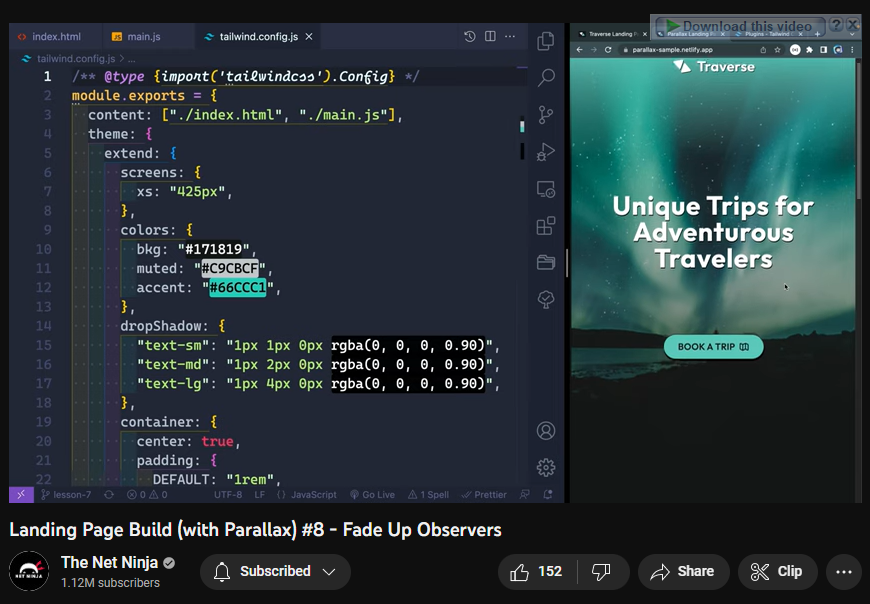 index.html
main.js
tailwind.config.js
tailwind.config.js > ...
1 /** @type {import('tailwindcss').Config} */
2 module.exports = {
3 content: ["./index.html", "./main.js"],
4 theme: {
5 extend: {
6 screens: {
7 xs: "425px",
8 },
9 colors: {
10 bkg: "#171819",
11 muted: "#C9CBCF",
12 accent: "#66CCC1",
13 },
14 dropShadow: {
15 "text-sm": "1px 1px 0px rgba(0, 0, 0, 0.90)",
16 "text-md": "1px 2px 0px rgba(0, 0, 0, 0.90)",
17 "text-lg": "1px 4px 0px rgba(0, 0, 0, 0.90)",
18 },
19 container: {
20 center: true,
21 padding: {
22 DEFAULT: "1rem",
lesson-7 0 0 UTF-8 LF {} JavaScript Go Live 1 Spell Prettier
Download this video ? X
Traverse Landing
parallax-sample.netlify.app
Traverse
Unique Trips for
Adventurous
Travelers
BOOK A TRIP
Landing Page Build (with Parallax) #8 - Fade Up Observers
NET NINJA
The Net Ninja
1.12M subscribers
Subscribed
152
Share
Clip